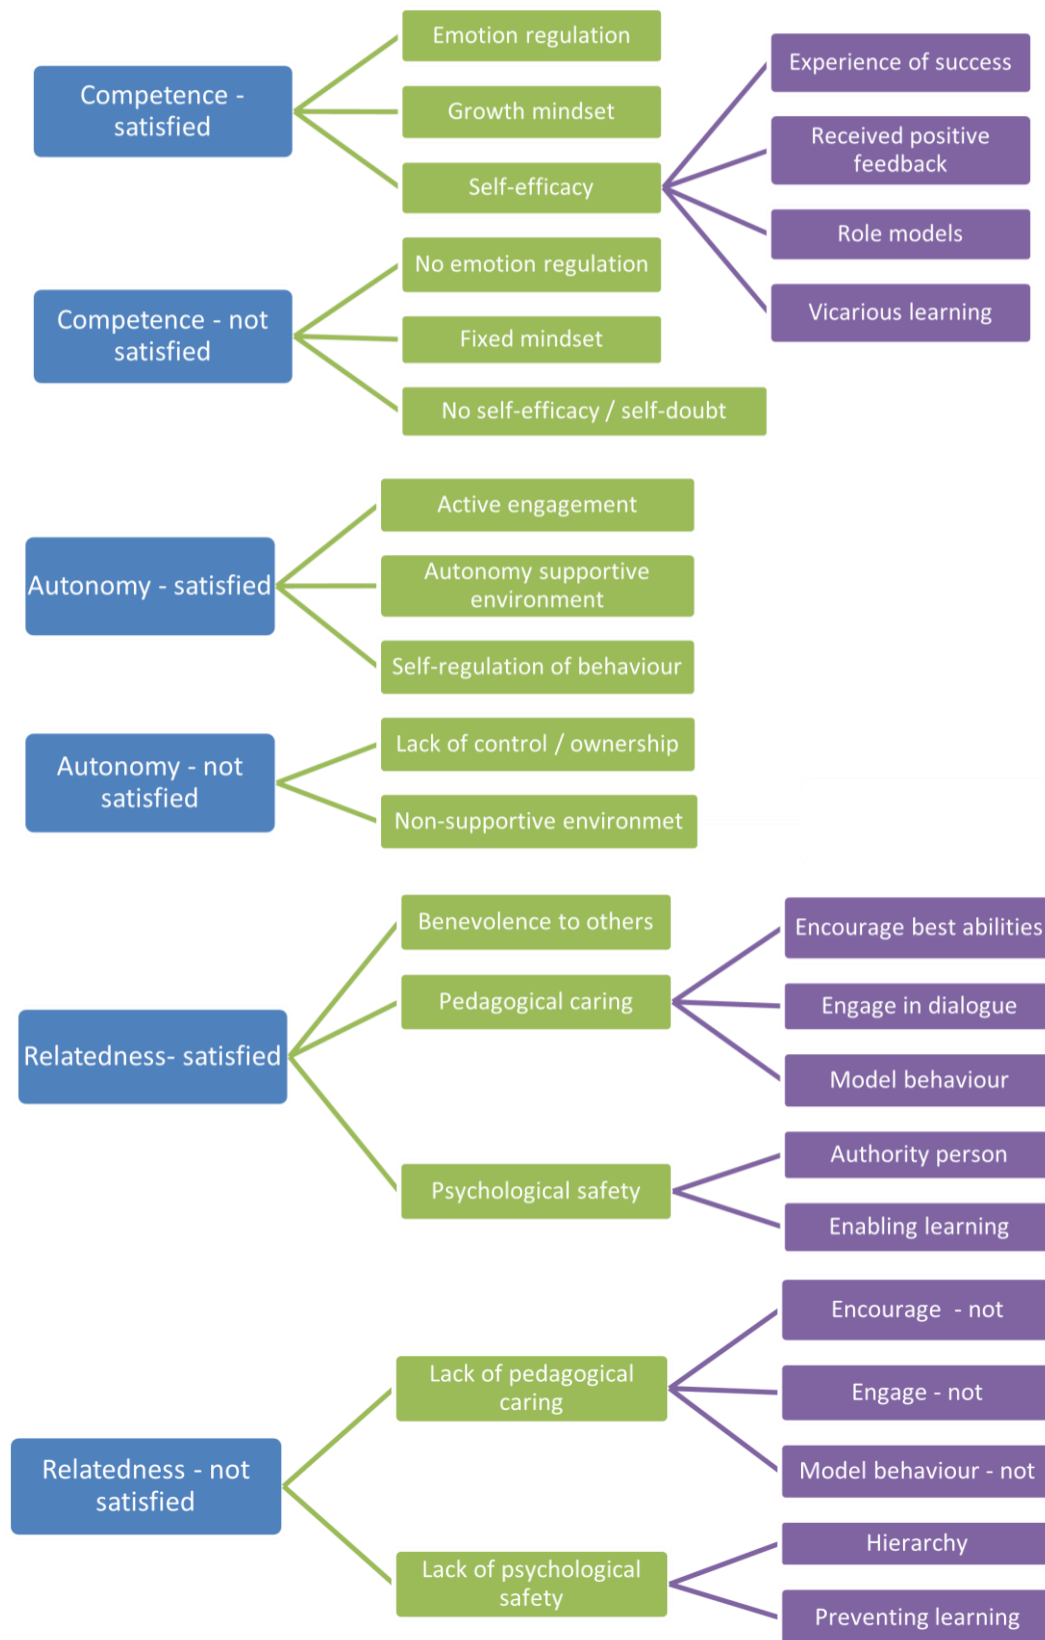 Competence -
satisfied
Emotion regulation
Growth mindset
Self-efficacy
Experience of success
Received positive
feedback
Role models
Vicarious learning
Competence - not
satisfied
No emotion regulation
Fixed mindset
No self-efficacy / self-doubt
Autonomy - satisfied
Active engagement
Autonomy supportive
environment
Self-regulation of behaviour
Autonomy - not
satisfied
Lack of control / ownership
Non-supportive environmet
Relatedness- satisfied
Benevolence to others
Pedagogical caring
Encourage best abilities
Engage in dialogue
Model behaviour
Psychological safety
Authority person
Enabling learning
Relatedness - not
satisfied
Lack of pedagogical
caring
Encourage  - not
Engage - not
Model behaviour - not
Lack of psychological
safety
Hierarchy
Preventing learning